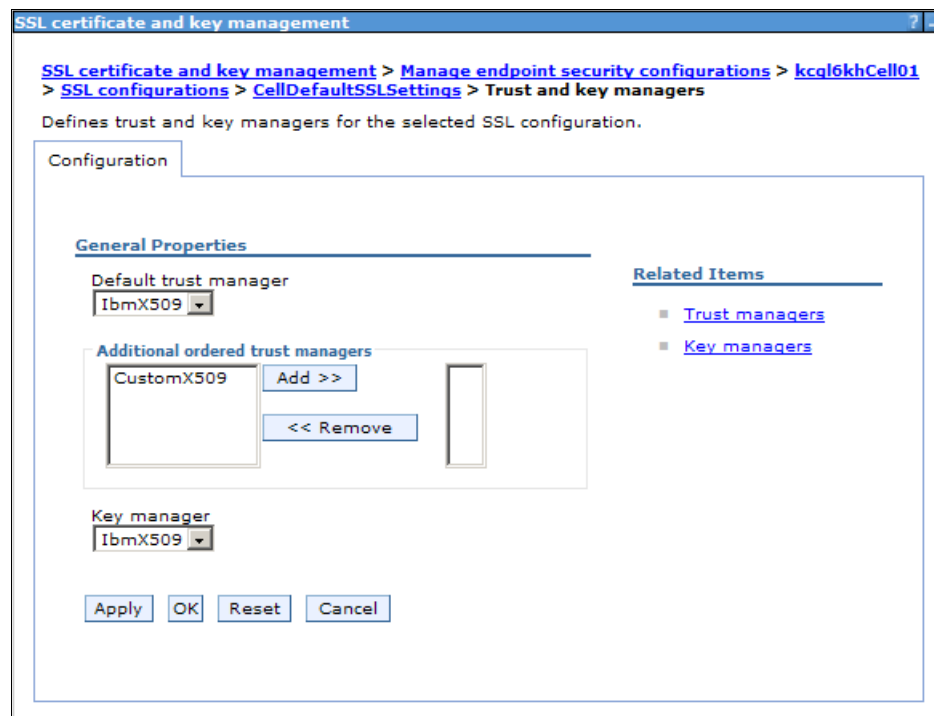 SSL certificate and key management ? -
SSL certificate and key management > Manage endpoint security configurations > kcql6khCell01
> SSL configurations > CellDefaultSSLSettings > Trust and key managers
Defines trust and key managers for the selected SSL configuration.
Configuration
General Properties
Default trust manager
IbmX509
Additional ordered trust managers
CustomX509
Add >>
<< Remove
Key manager
IbmX509
Apply OK Reset Cancel
Related Items
Trust managers
Key managers